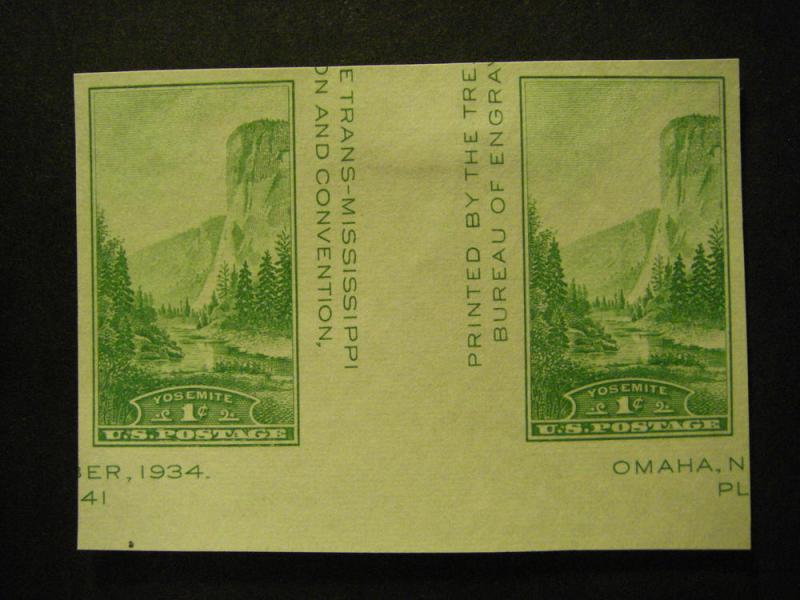 YOSEMITE
1¢
U.S. POSTAGE
E TRANS-MISSISSIPPI
ON AND CONVENTION,
PRINTED BY THE TRE
BUREAU OF ENGRAV
YOSEMITE
1¢
U.S. POSTAGE
BER, 1934.
41
OMAHA, N
PL